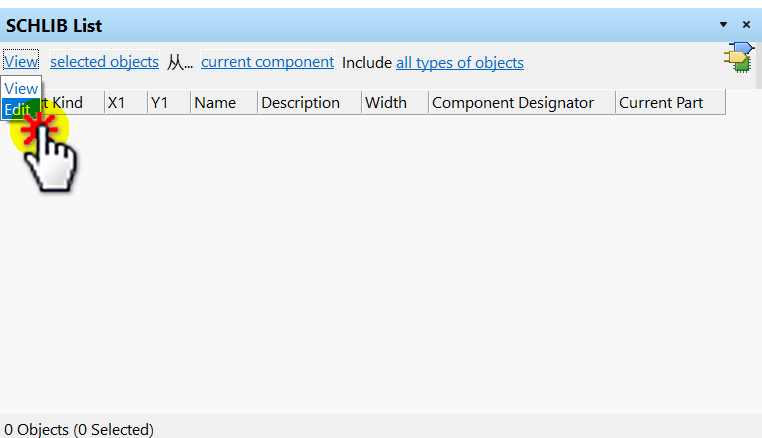 SCHLIB List
View selected objects 从... current component Include all types of objects
View
Edit
t Kind X1 Y1 Name Description Width Component Designator Current Part
0 Objects (0 Selected)